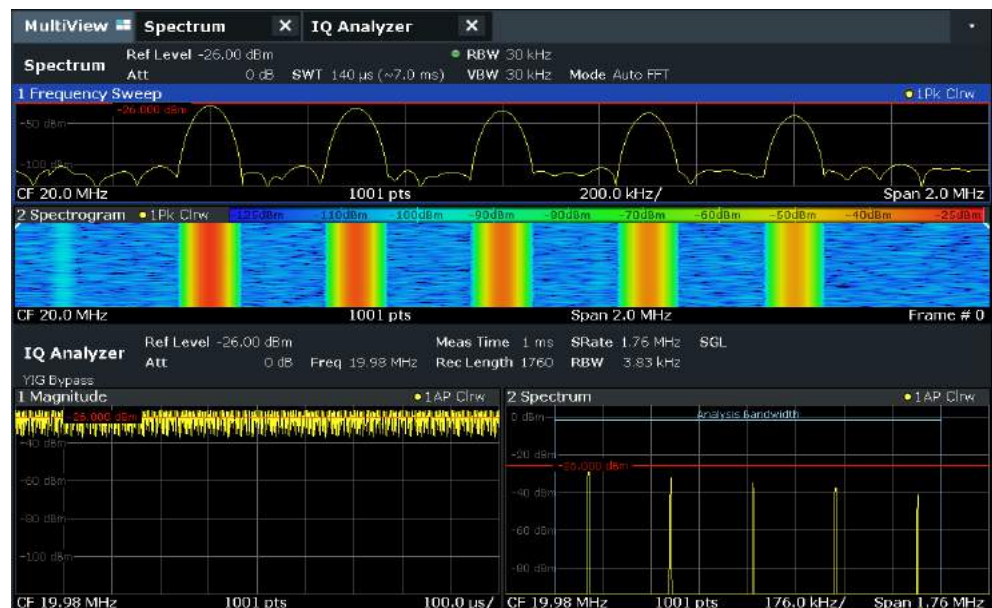 MultiView Spectrum X IQ Analyzer X
Spectrum Ref Level -26.00 dBm RBW 30 kHz
Att 0 dB SWT 140 µs (~7.0 ms) VBW 30 kHz Mode Auto FFT
1 Frequency Sweep 1Pk Clrw
-26.000 dBm
-50 dBm
-100 dBm
CF 20.0 MHz 1001 pts 200.0 kHz/ Span 2.0 MHz
2 Spectrogram 1Pk Clrw -125dBm -110dBm -100dBm -90dBm -80dBm -70dBm -60dBm -50dBm -40dBm -25dBm
CF 20.0 MHz 1001 pts Span 2.0 MHz Frame # 0
IQ Analyzer Ref Level -26.00 dBm Meas Time 1 ms SRate 1.76 MHz SGL
Att 0 dB Freq 19.98 MHz Rec Length 1760 RBW 3.83 kHz
YIG Bypass
1 Magnitude 1AP Clrw
-26.000 dBm
-40 dBm
-60 dBm
-80 dBm
-100 dBm
CF 19.98 MHz 1001 pts 100.0 µs/
2 Spectrum 1AP Clrw
0 dBm Analysis Bandwidth
-20 dBm
-26.000 dBm
-40 dBm
-60 dBm
-80 dBm
CF 19.98 MHz 1001 pts 176.0 kHz/ Span 1.76 MHz